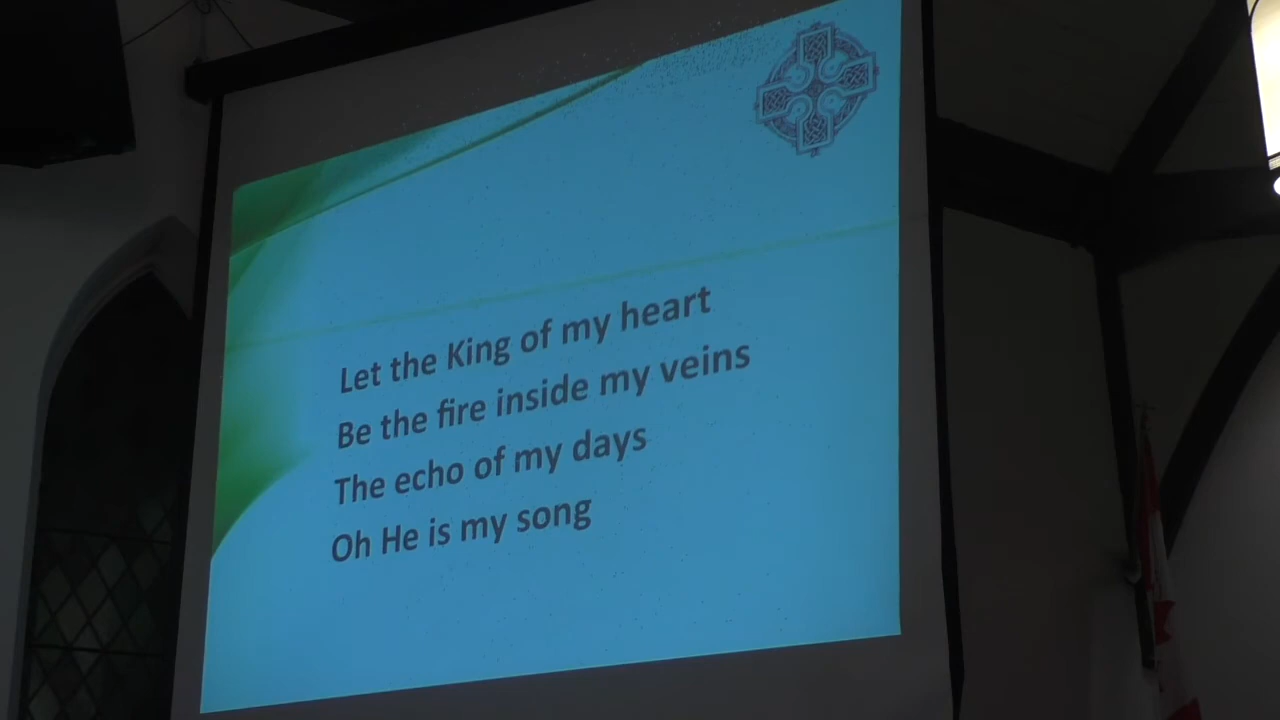 Let the King of my heart
Be the fire inside my veins
The echo of my days
Oh He is my song